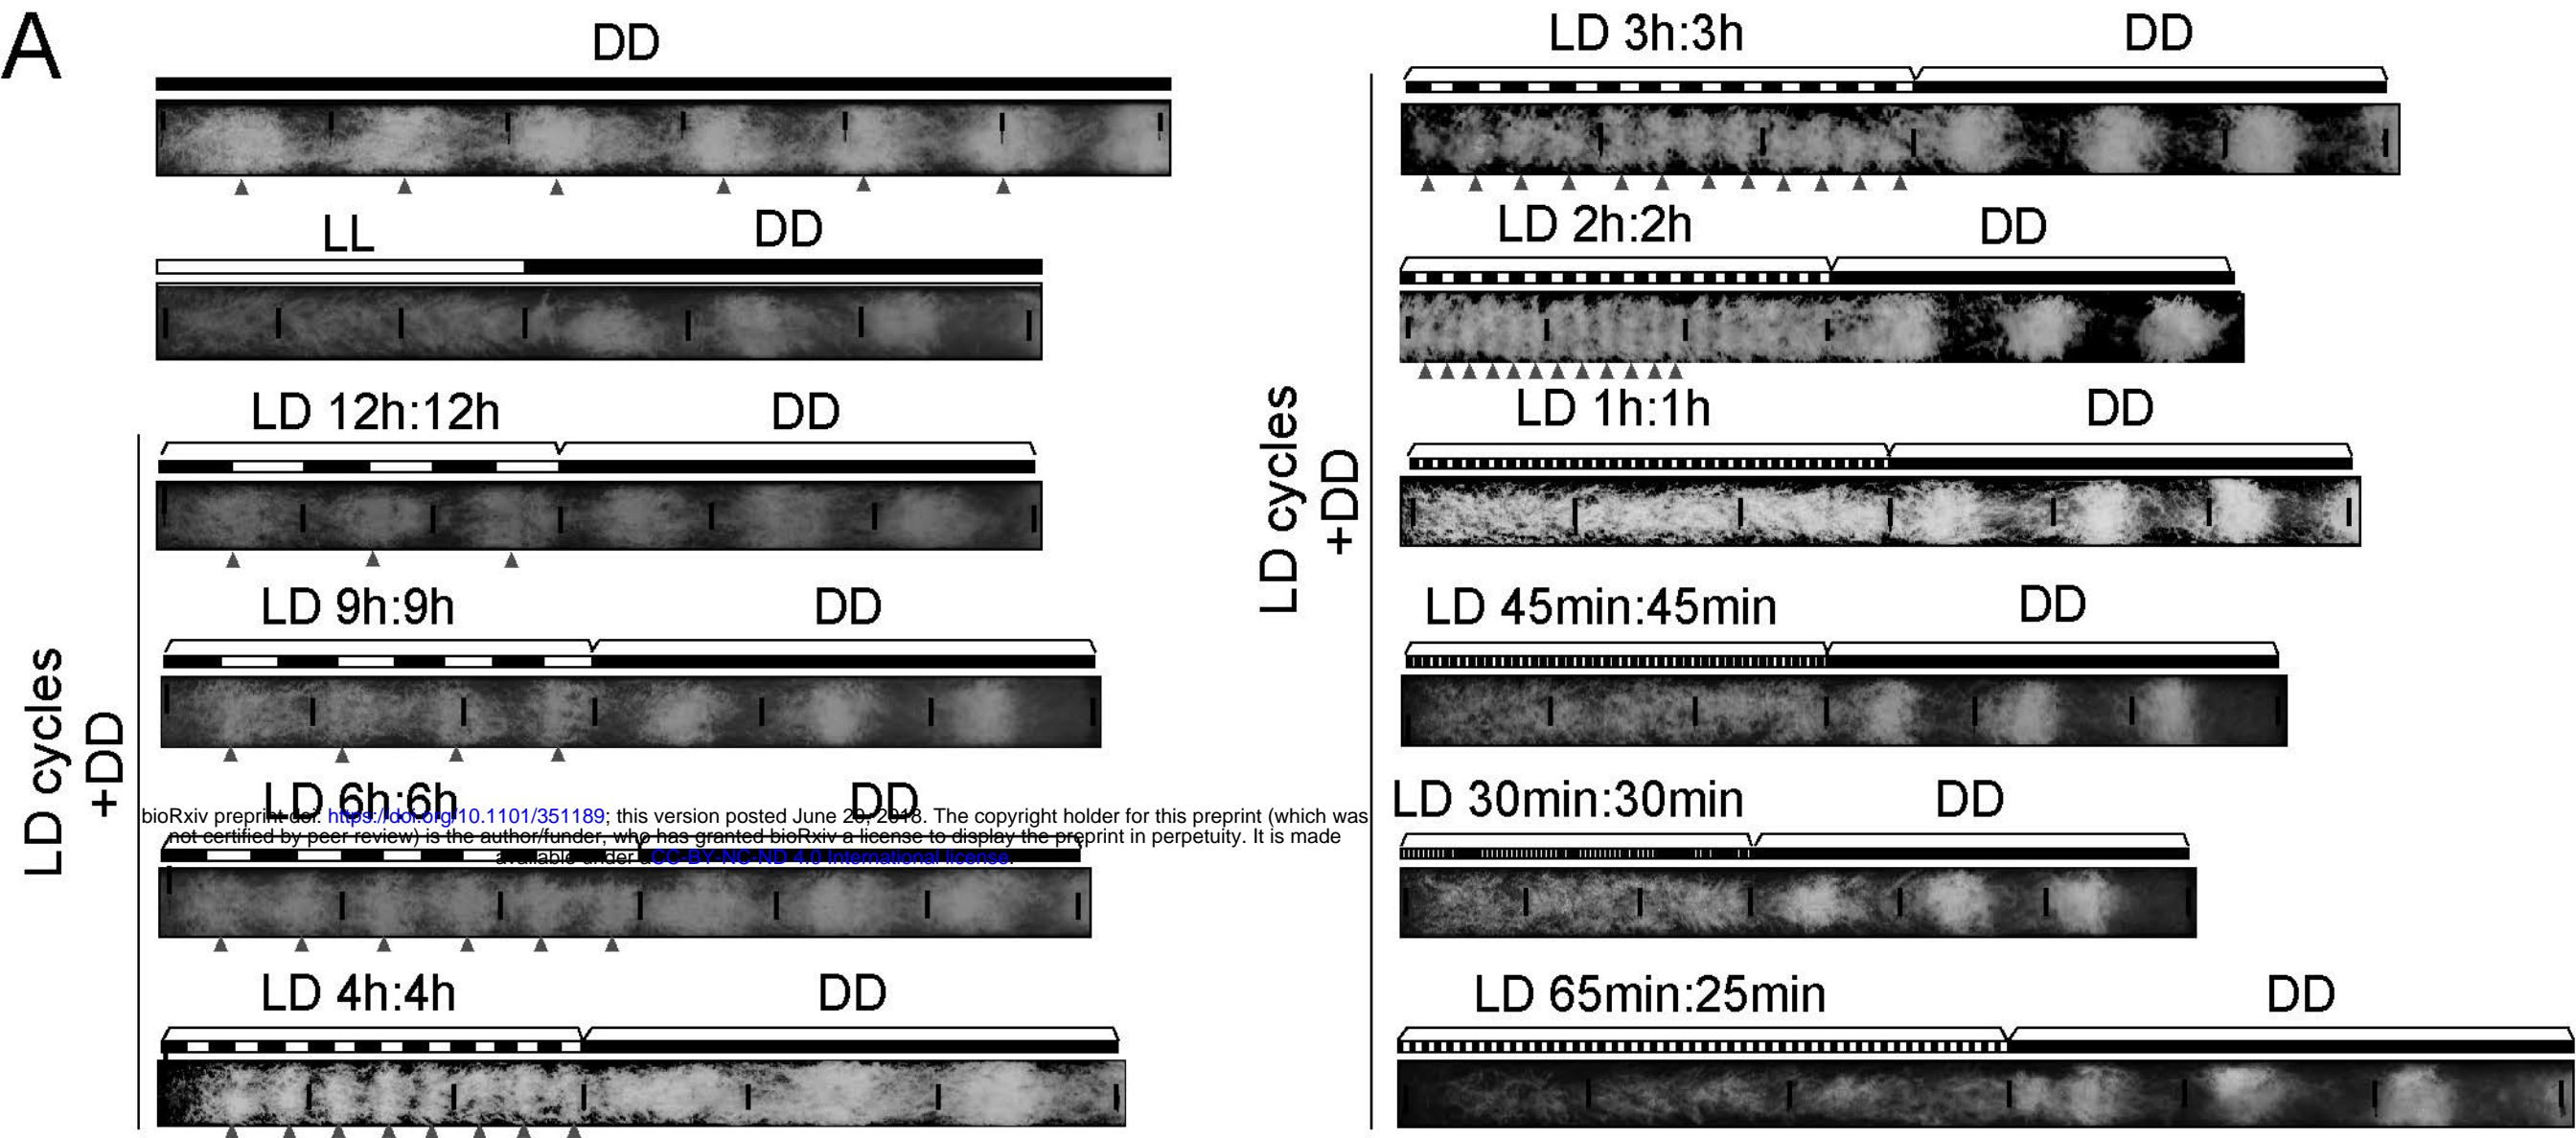 A
DD
LL DD
LD 12h:12h DD
LD 9h:9h DD
LD 6h:6h DD
LD 4h:4h DD
LD cycles
+DD
bioRxiv preprint doi: https://doi.org/10.1101/351189; this version posted June 20, 2018. The copyright holder for this preprint (which was
not certified by peer review) is the author/funder, who has granted bioRxiv a license to display the preprint in perpetuity. It is made
available under aCC-BY-NC-ND 4.0 International license.
LD 3h:3h DD
LD 2h:2h DD
LD 1h:1h DD
LD 45min:45min DD
LD 30min:30min DD
LD 65min:25min DD
LD cycles
+DD